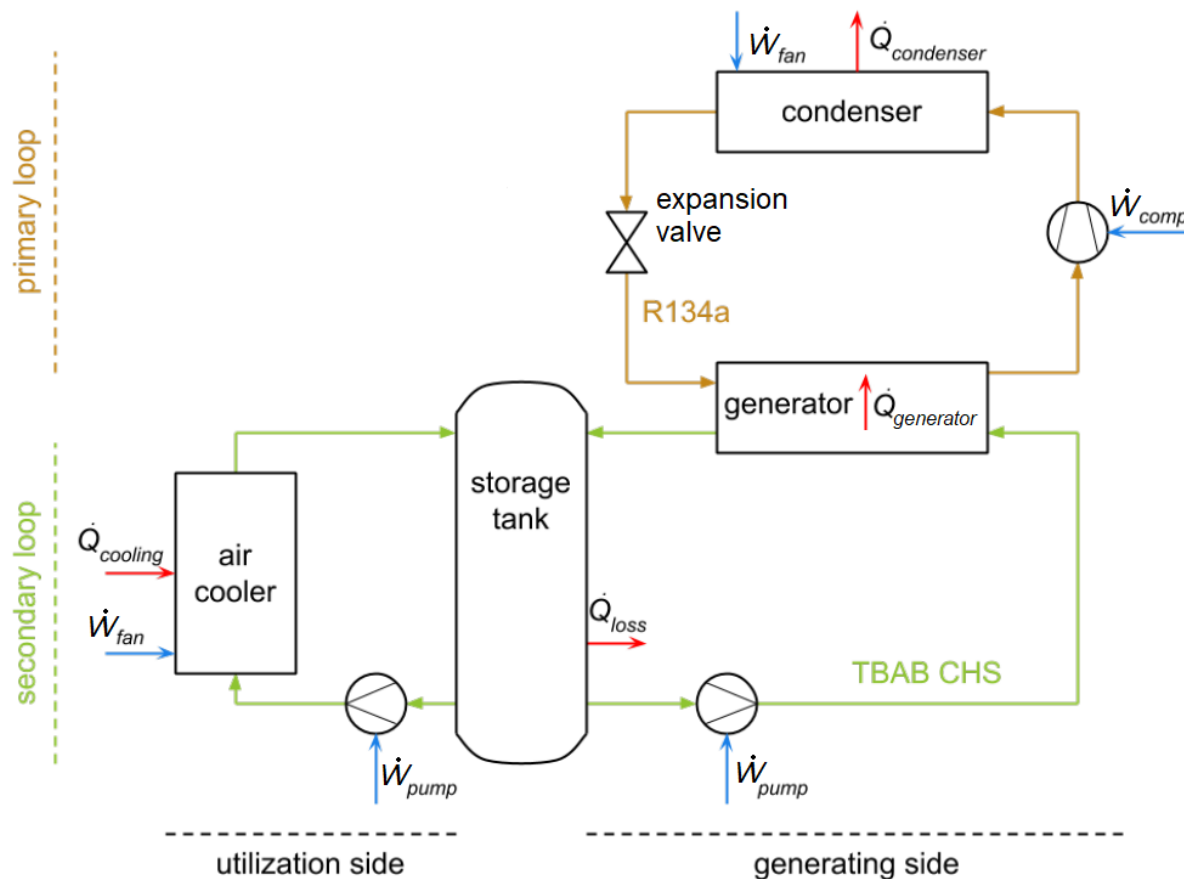 Ẇfan
Q̇condenser
condenser
primary loop
expansion
valve
Ẇcomp
R134a
generator
Q̇generator
storage
tank
secondary loop
Q̇cooling
air
cooler
Ẇfan
Q̇loss
TBAB CHS
Ẇpump
Ẇpump
utilization side
generating side